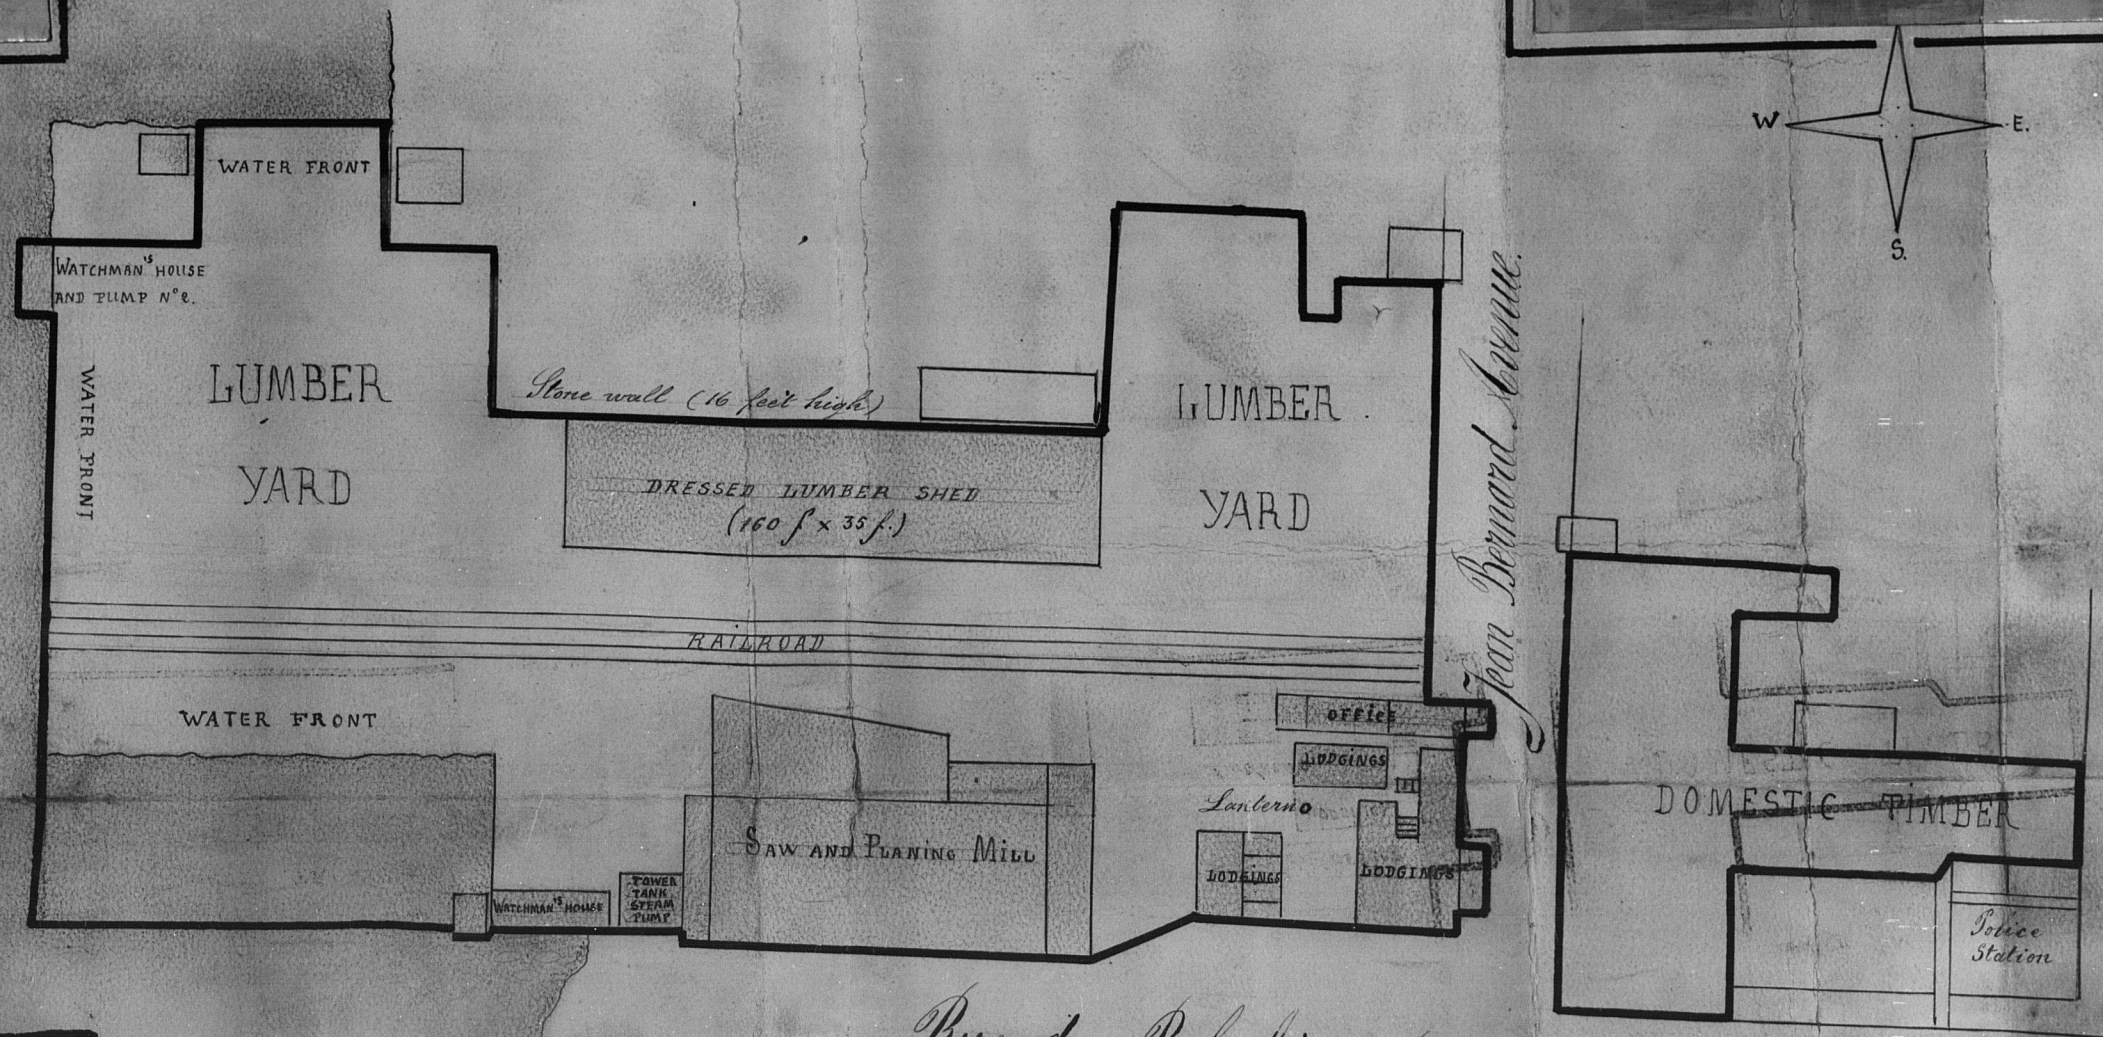 W
E.
S.
WATER FRONT
WATCHMAN'S HOUSE
AND PUMP Nº 2.
WATER FRONT
LUMBER
YARD
Stone wall (16 feet high)
DRESSED LUMBER SHED
(160 f x 35 f.)
LUMBER
YARD
Jean Bernard Avenue.
RAILROAD
WATER FRONT
OFFICE
LODGINGS
Lanterno
SAW AND PLANING MILL
LODGINGS
LODGINGS
WATCHMAN'S HOUSE
TOWER
TANK
STEAM
PUMP
DOMESTIC TIMBER
Police
Station